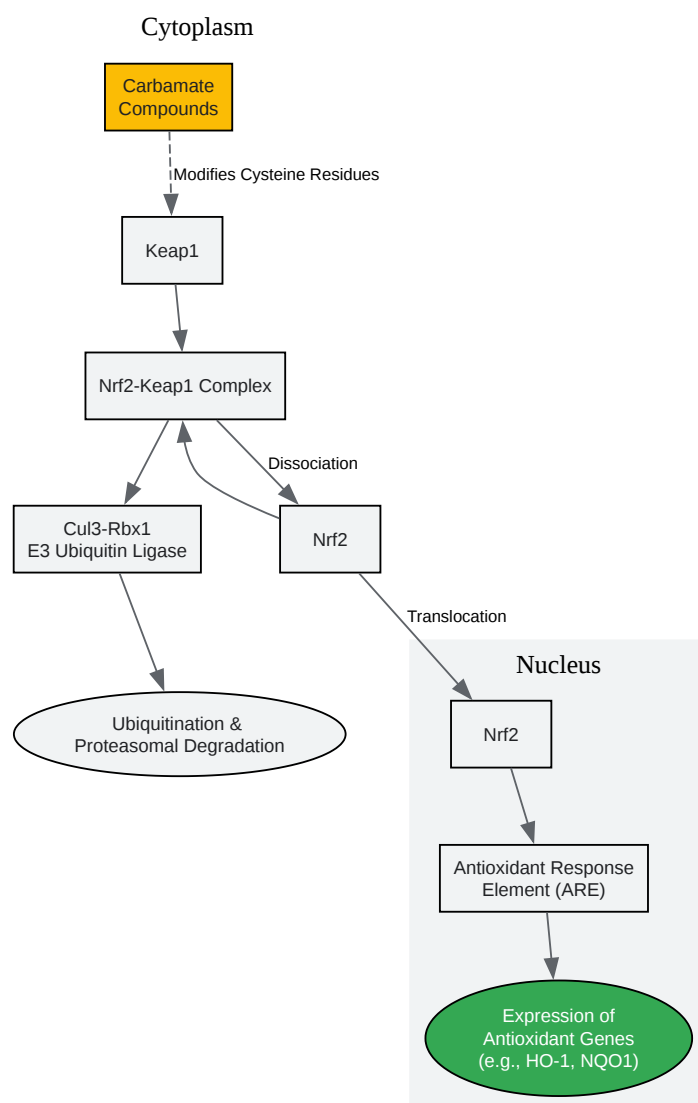 Cytoplasm
Carbamate
Compounds
Modifies Cysteine Residues
Keap1
Nrf2-Keap1 Complex
Dissociation
Cul3-Rbx1
E3 Ubiquitin Ligase
Nrf2
Translocation
Nucleus
Ubiquitination &
Proteasomal Degradation
Nrf2
Antioxidant Response
Element (ARE)
Expression of
Antioxidant Genes
(e.g., HO-1, NQO1)